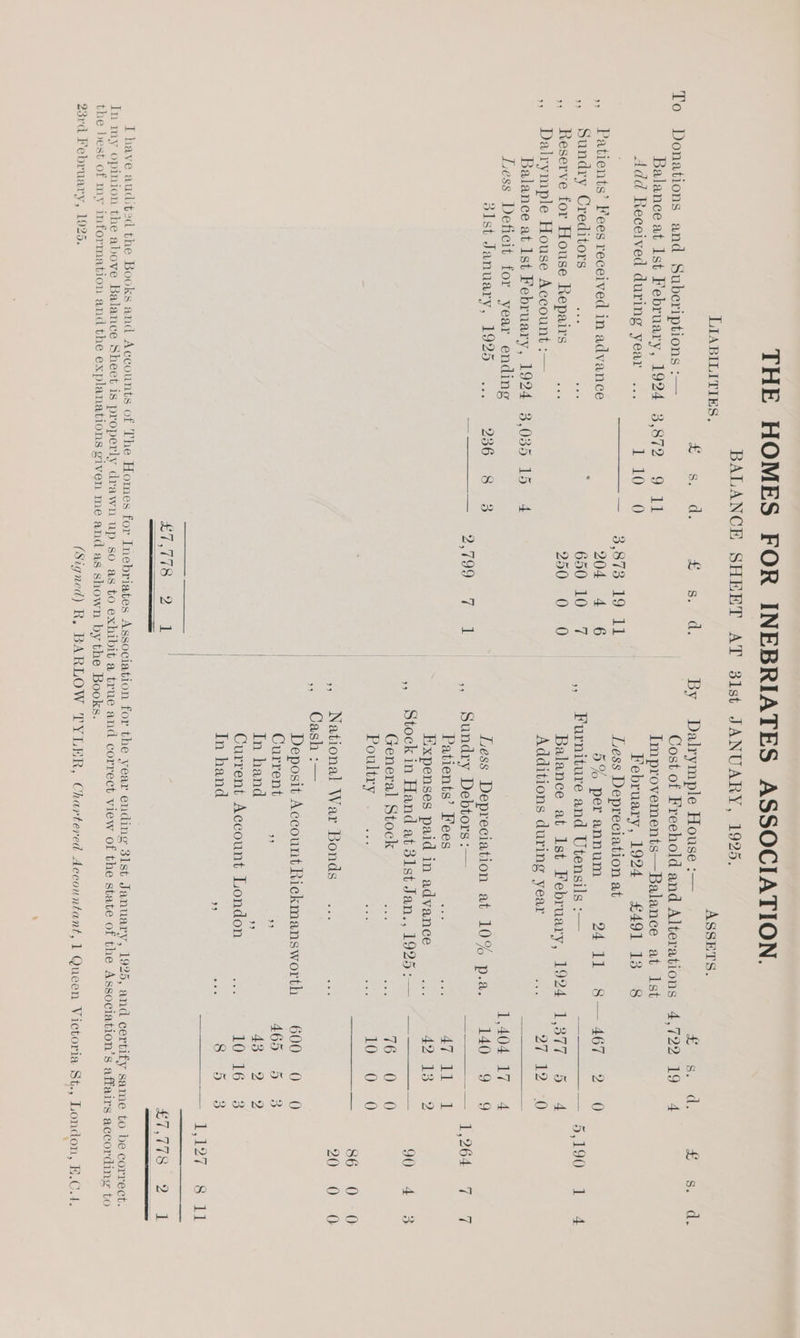 THE HOMES FOR INEBRIATES ASSOCIATION.
BALANCE SHEET AT 31st JANUARY, 1925.
LIABILITIES.
£ s. d. £ s. d.
To Donations and Suberiptions :—
Balance at 1st February, 1924 3,872 9 11
Add Received during year ... 1 10 0
3,873 19 11
,, Patients' Fees received in advance 204 4 6
,, Sundry Creditors ... 650 10 7
,, Reserve for House Repairs ... 250 0 0
,, Dalrymple House Account :—
Balance at 1st February, 1924 3,035 15 4
Less Deficit for year ending
31st January, 1925 ... 236 8 3
2,799 7 1
£7,778 2 1
ASSETS.
£ s. d. £ s. d.
By Dalrymple House :—
Cost of Freehold and Alterations 4,722 19 4
Improvements—Balance at 1st
February, 1924 £491 13 8
Less Depreciation at
5% per annum 24 11 8— 467 2 0
5,190 1 4
,, Furniture and Utensils :—
Balance at 1st February, 1924 1,377 5 4
Additions during year ... 27 12 0
1,404 17 4
Less Depreciation at 10% p.a. 140 9 9
1,264 7 7
,, Sundry Debtors :—
Patients' Fees ... 47 11 1
Expenses paid in advance ... 42 13 2
90 4 3
,, Stock in Hand at 31st Jan., 1925 :—
General Stock ... 76 0 0
Poultry ... ... 10 0 0
86 0 0
,, National War Bonds ... 20 0 0
,, Cash :—
Deposit Account Rickmansworth 600 0 0
Current ,, ,, 465 5 3
In hand ,, 43 2 2
Current Account London ... 10 16 3
In hand ,, ... 8 5 3
1,127 8 11
£7,778 2 1
I have audited the Books and Accounts of The Homes for Inebriates Association for the year ending 31st January, 1925, and certify same to be correct.
In my opinion the above Balance Sheet is properly drawn up so as to exhibit a true and correct view of the state of the Association's affairs according to
the best of my information and the explanations given me and as shown by the Books.
(Signed) R. BARLOW TYLER, Chartered Accountant, 1 Queen Victoria St., London, E.C.4.
23rd February, 1925.